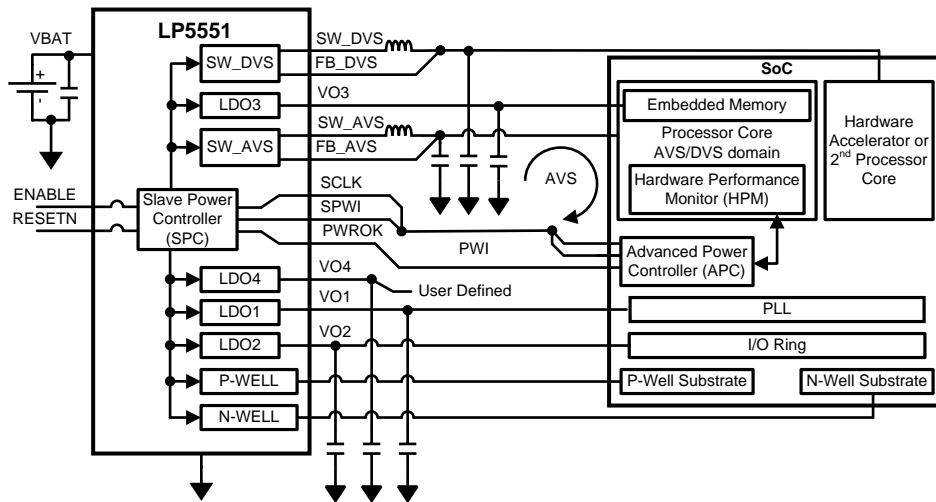 LP5551
VBAT
+
-
SW_DVS
SW_DVS
FB_DVS
LDO3
VO3
SW_AVS
SW_AVS
FB_AVS
ENABLE
RESETN
Slave Power
Controller
(SPC)
SCLK
SPWI
PWROK
PWI
AVS
LDO4
VO4
User Defined
LDO1
VO1
LDO2
VO2
P-WELL
N-WELL
SoC
Embedded Memory
Processor Core
AVS/DVS domain
Hardware Performance
Monitor (HPM)
Hardware
Accelerator or
2nd Processor
Core
Advanced Power
Controller (APC)
PLL
I/O Ring
P-Well Substrate
N-Well Substrate